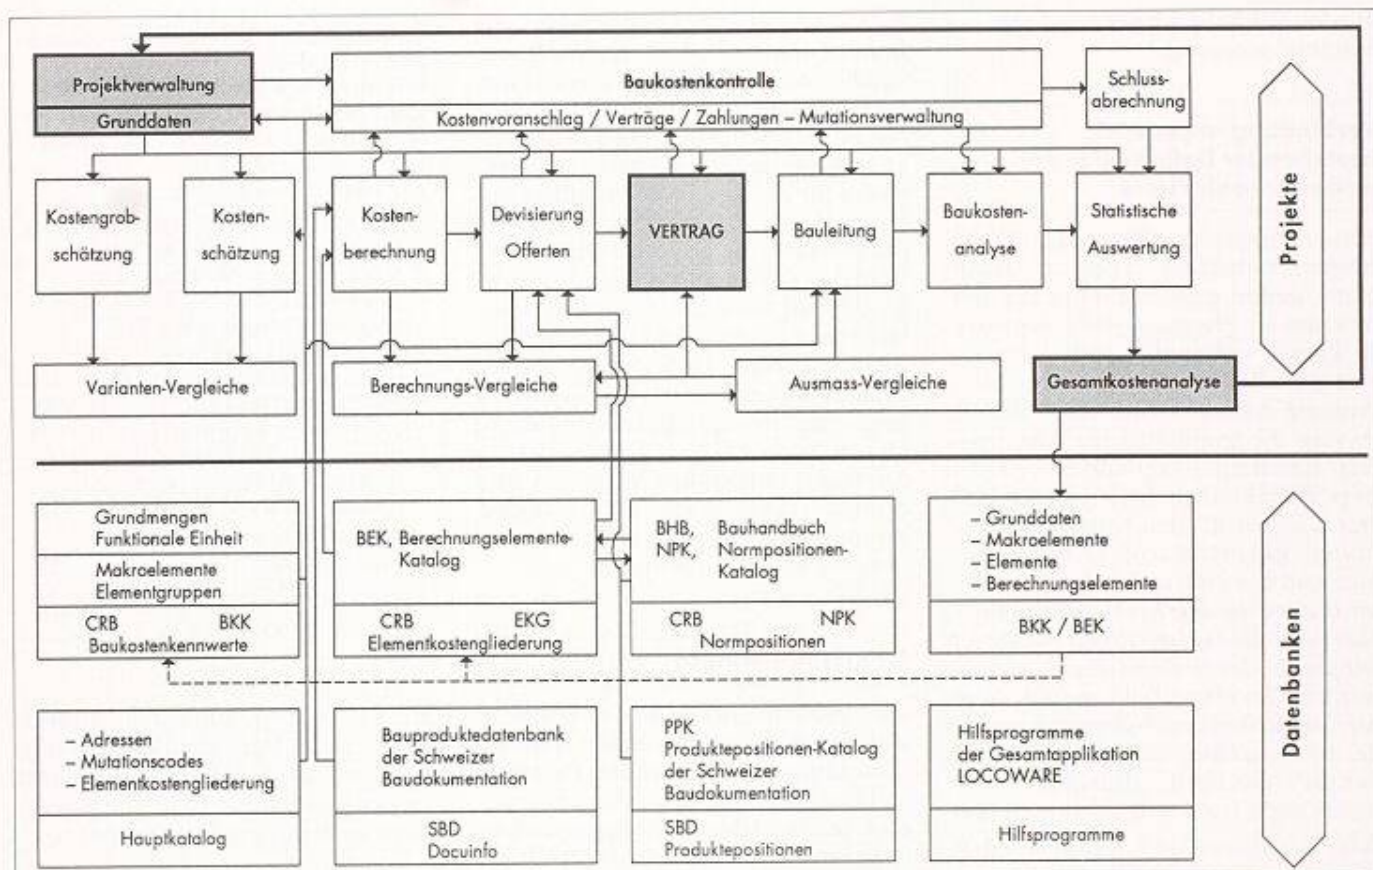 Projektverwaltung
Grunddaten
Baukostenkontrolle
Kostenvoranschlag / Verträge / Zahlungen – Mutationsverwaltung
Schluss-
abrechnung
Kostengrob-
schätzung
Kosten-
schätzung
Kosten-
berechnung
Devisierung
Offerten
VERTRAG
Bauleitung
Baukosten-
analyse
Statistische
Auswertung
Projekte
Varianten-Vergleiche
Berechnungs-Vergleiche
Ausmass-Vergleiche
Gesamtkostenanalyse
Grundmengen
Funktionale Einheit
Makroelemente
Elementgruppen
CRB BKK
Baukostenkennwerte
BEK, Berechnungselemente-
Katalog
CRB EKG
Elementkostengliederung
BHB, Bauhandbuch
NPK, Normpositionen-
Katalog
CRB NPK
Normpositionen
– Grunddaten
– Makroelemente
– Elemente
– Berechnungselemente
BKK / BEK
Datenbanken
– Adressen
– Mutationscodes
– Elementkostengliederung
Hauptkatalog
Bauproduktedatenbank
der Schweizer
Baudokumentation
SBD
Docuinfo
PPK
Produktepositionen-Katalog
der Schweizer
Baudokumentation
SBD
Produktepositionen
Hilfsprogramme
der Gesamtapplikation
LOCOWARE
Hilfsprogramme